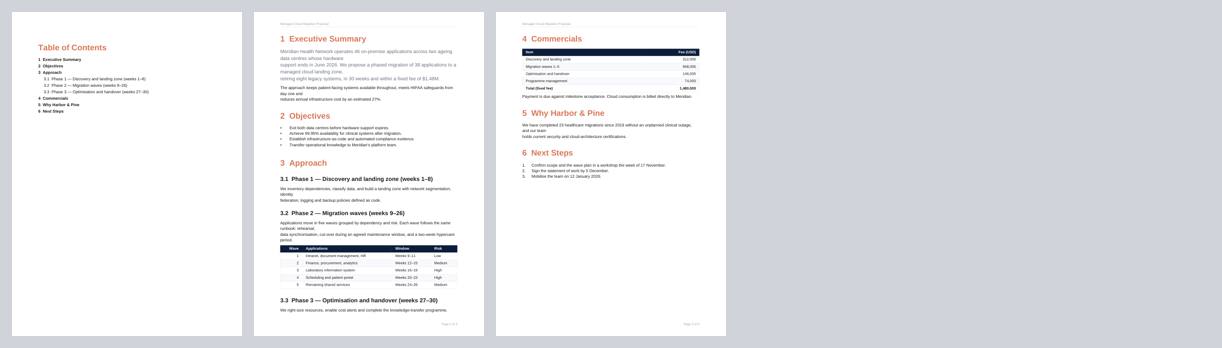 Table of Contents
1 Executive Summary
2 Objectives
3 Approach
3.1 Phase 1 — Discovery and landing zone (weeks 1–8)
3.2 Phase 2 — Migration waves (weeks 9–26)
3.3 Phase 3 — Optimisation and handover (weeks 27–30)
4 Commercials
5 Why Harbor & Pine
6 Next Steps
Managed Cloud Migration Proposal
1 Executive Summary
Meridian Health Network operates 46 on-premise applications across two ageing
data centres whose hardware
support ends in June 2026. We propose a phased migration of 38 applications to a
managed cloud landing zone,
retiring eight legacy systems, in 30 weeks and within a fixed fee of $1.48M.
The approach keeps patient-facing systems available throughout, meets HIPAA safeguards from
day one and
reduces annual infrastructure cost by an estimated 27%.
2 Objectives
• Exit both data centres before hardware support expires.
• Achieve 99.95% availability for clinical systems after migration.
• Establish infrastructure-as-code and automated compliance evidence.
• Transfer operational knowledge to Meridian's platform team.
3 Approach
3.1 Phase 1 — Discovery and landing zone (weeks 1–8)
We inventory dependencies, classify data, and build a landing zone with network segmentation,
identity
federation, logging and backup policies defined as code.
3.2 Phase 2 — Migration waves (weeks 9–26)
Applications move in five waves grouped by dependency and risk. Each wave follows the same
runbook: rehearsal,
data synchronisation, cut-over during an agreed maintenance window, and a two-week hypercare
period.
Wave Applications Window Risk
1 Intranet, document management, HR Weeks 9–11 Low
2 Finance, procurement, analytics Weeks 12–15 Medium
3 Laboratory information system Weeks 16–19 High
4 Scheduling and patient portal Weeks 20–23 High
5 Remaining shared services Weeks 24–26 Medium
3.3 Phase 3 — Optimisation and handover (weeks 27–30)
We right-size resources, enable cost alerts and complete the knowledge-transfer programme.
Managed Cloud Migration Proposal
4 Commercials
Item Fee (USD)
Discovery and landing zone
Migration waves 1–5
Optimisation and handover
Programme management 74,000
Total (fixed fee) 1,480,000
Payment is due against milestone acceptance. Cloud consumption is billed directly to Meridian.
5 Why Harbor & Pine
We have completed 23 healthcare migrations since 2019 without an unplanned clinical outage,
and our team
holds current security and cloud-architecture certifications.
6 Next Steps
1. Confirm scope and the wave plan in a workshop the week of 17 November.
2. Sign the statement of work by 5 December.
3. Mobilise the team on 12 January 2026.